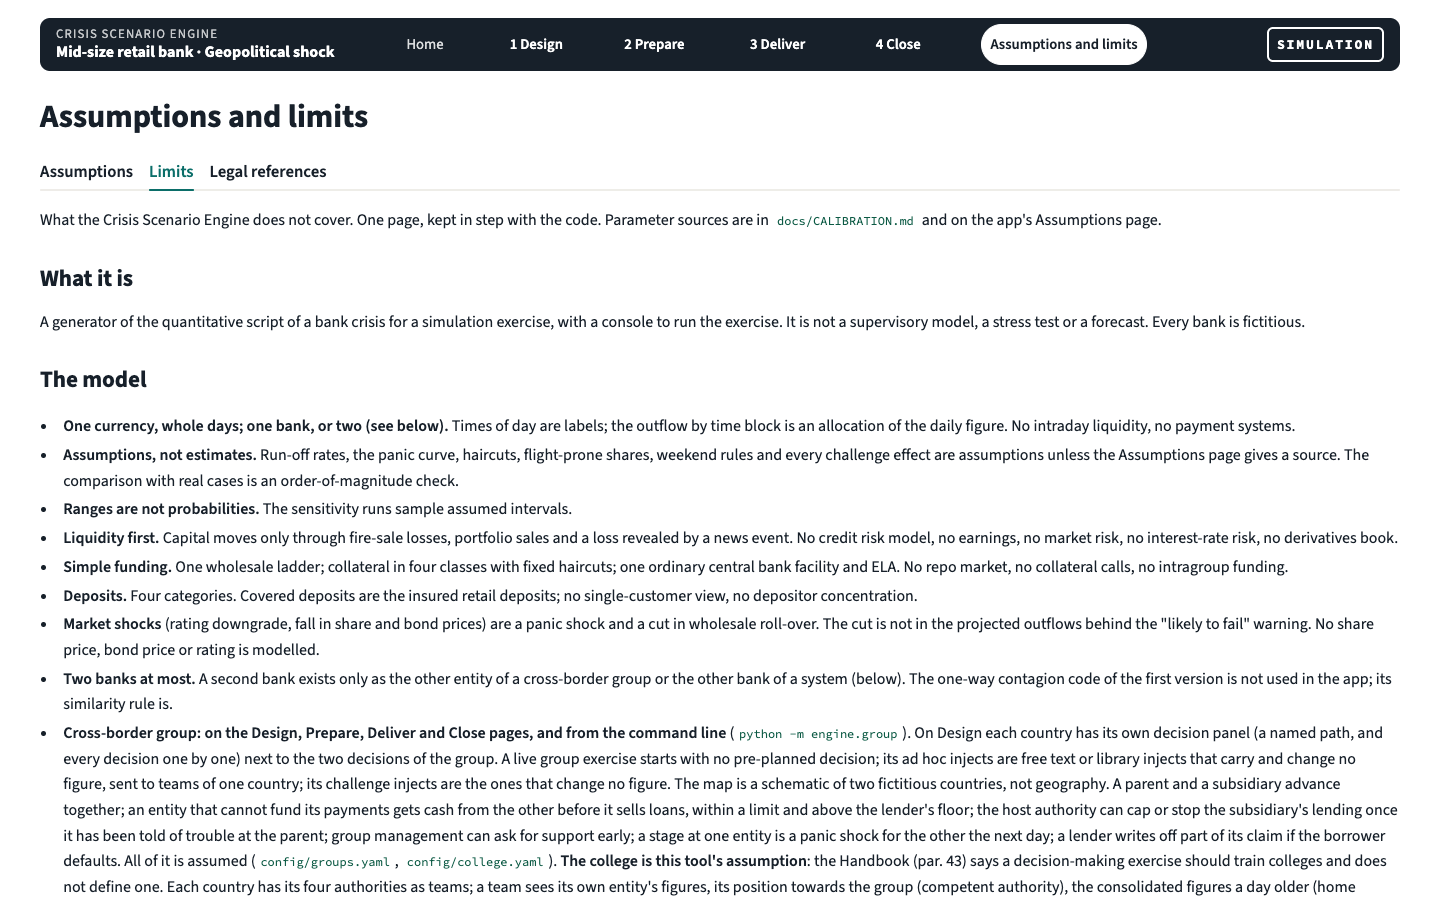 CRISIS SCENARIO ENGINE
Mid-size retail bank · Geopolitical shock
Home
1 Design
2 Prepare
3 Deliver
4 Close
Assumptions and limits
SIMULATION
Assumptions and limits
Assumptions
Limits
Legal references
What the Crisis Scenario Engine does not cover. One page, kept in step with the code. Parameter sources are in docs/CALIBRATION.md and on the app's Assumptions page.
What it is
A generator of the quantitative script of a bank crisis for a simulation exercise, with a console to run the exercise. It is not a supervisory model, a stress test or a forecast. Every bank is fictitious.
The model
• One currency, whole days; one bank, or two (see below). Times of day are labels; the outflow by time block is an allocation of the daily figure. No intraday liquidity, no payment systems.
• Assumptions, not estimates. Run-off rates, the panic curve, haircuts, flight-prone shares, weekend rules and every challenge effect are assumptions unless the Assumptions page gives a source. The
comparison with real cases is an order-of-magnitude check.
• Ranges are not probabilities. The sensitivity runs sample assumed intervals.
• Liquidity first. Capital moves only through fire-sale losses, portfolio sales and a loss revealed by a news event. No credit risk model, no earnings, no market risk, no interest-rate risk, no derivatives book.
• Simple funding. One wholesale ladder; collateral in four classes with fixed haircuts; one ordinary central bank facility and ELA. No repo market, no collateral calls, no intragroup funding.
• Deposits. Four categories. Covered deposits are the insured retail deposits; no single-customer view, no depositor concentration.
• Market shocks (rating downgrade, fall in share and bond prices) are a panic shock and a cut in wholesale roll-over. The cut is not in the projected outflows behind the "likely to fail" warning. No share
price, bond price or rating is modelled.
• Two banks at most. A second bank exists only as the other entity of a cross-border group or the other bank of a system (below). The one-way contagion code of the first version is not used in the app; its
similarity rule is.
• Cross-border group: on the Design, Prepare, Deliver and Close pages, and from the command line ( python -m engine.group ). On Design each country has its own decision panel (a named path, and
every decision one by one) next to the two decisions of the group. A live group exercise starts with no pre-planned decision; its ad hoc injects are free text or library injects that carry and change no
figure, sent to teams of one country; its challenge injects are the ones that change no figure. The map is a schematic of two fictitious countries, not geography. A parent and a subsidiary advance
together; an entity that cannot fund its payments gets cash from the other before it sells loans, within a limit and above the lender's floor; the host authority can cap or stop the subsidiary's lending once
it has been told of trouble at the parent; group management can ask for support early; a stage at one entity is a panic shock for the other the next day; a lender writes off part of its claim if the borrower
defaults. All of it is assumed ( config/groups.yaml , config/college.yaml ). The college is this tool's assumption: the Handbook (par. 43) says a decision-making exercise should train colleges and does
not define one. Each country has its four authorities as teams; a team sees its own entity's figures, its position towards the group (competent authority), the consolidated figures a day older (home